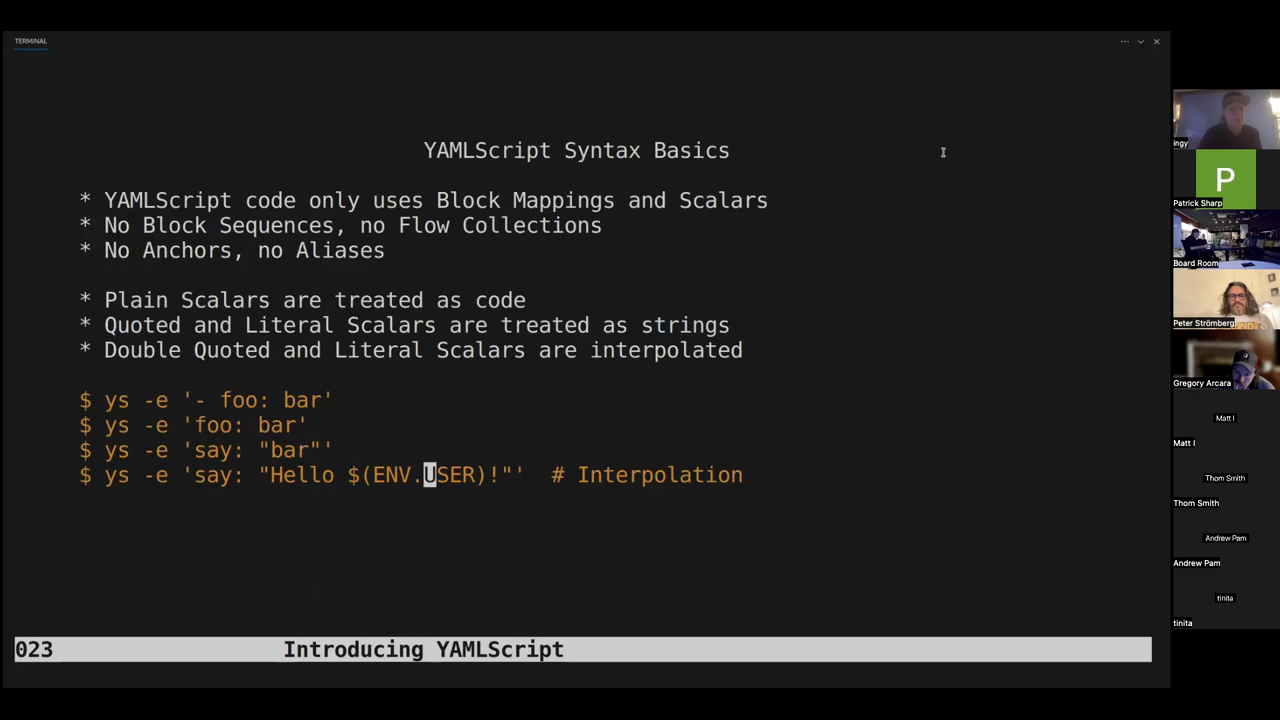 TERMINAL
YAMLScript Syntax Basics
* YAMLScript code only uses Block Mappings and Scalars
* No Block Sequences, no Flow Collections
* No Anchors, no Aliases
* Plain Scalars are treated as code
* Quoted and Literal Scalars are treated as strings
* Double Quoted and Literal Scalars are interpolated
$ ys -e '- foo: bar'
$ ys -e 'foo: bar'
$ ys -e 'say: "bar"'
$ ys -e 'say: "Hello $(ENV.USER)!"'  # Interpolation
023 Introducing YAMLScript
ingy
P
Patrick Sharp
Board Room
Peter Strömberg
Gregory Arcara
Matt I
Matt I
Thom Smith
Thom Smith
Andrew Pam
Andrew Pam
tinita
tinita